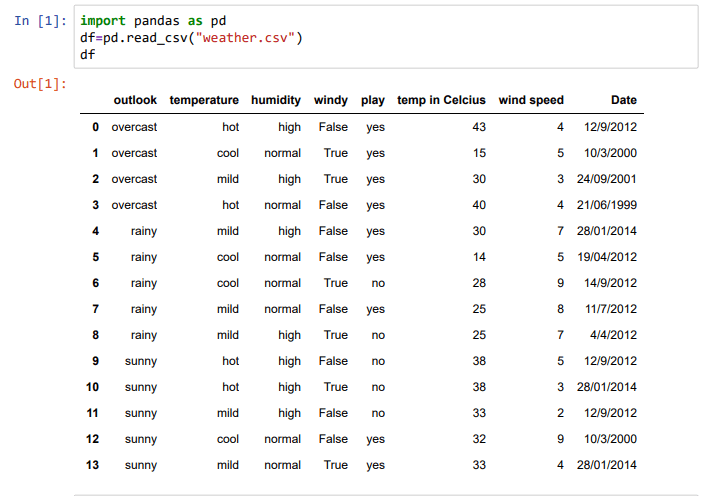 In [1]: import pandas as pd
df=pd.read_csv("weather.csv")
df
Out[1]:
outlook temperature humidity windy play temp in Celcius wind speed Date
0 overcast hot high False yes 43 4 12/9/2012
1 overcast cool normal True yes 15 5 10/3/2000
2 overcast mild high True yes 30 3 24/09/2001
3 overcast hot normal False yes 40 4 21/06/1999
4 rainy mild high False yes 30 7 28/01/2014
5 rainy cool normal False yes 14 5 19/04/2012
6 rainy cool normal True no 28 9 14/9/2012
7 rainy mild normal False yes 25 8 11/7/2012
8 rainy mild high True no 25 7 4/4/2012
9 sunny hot high False no 38 5 12/9/2012
10 sunny hot high True no 38 3 28/01/2014
11 sunny mild high False no 33 2 12/9/2012
12 sunny cool normal False yes 32 9 10/3/2000
13 sunny mild normal True yes 33 4 28/01/2014